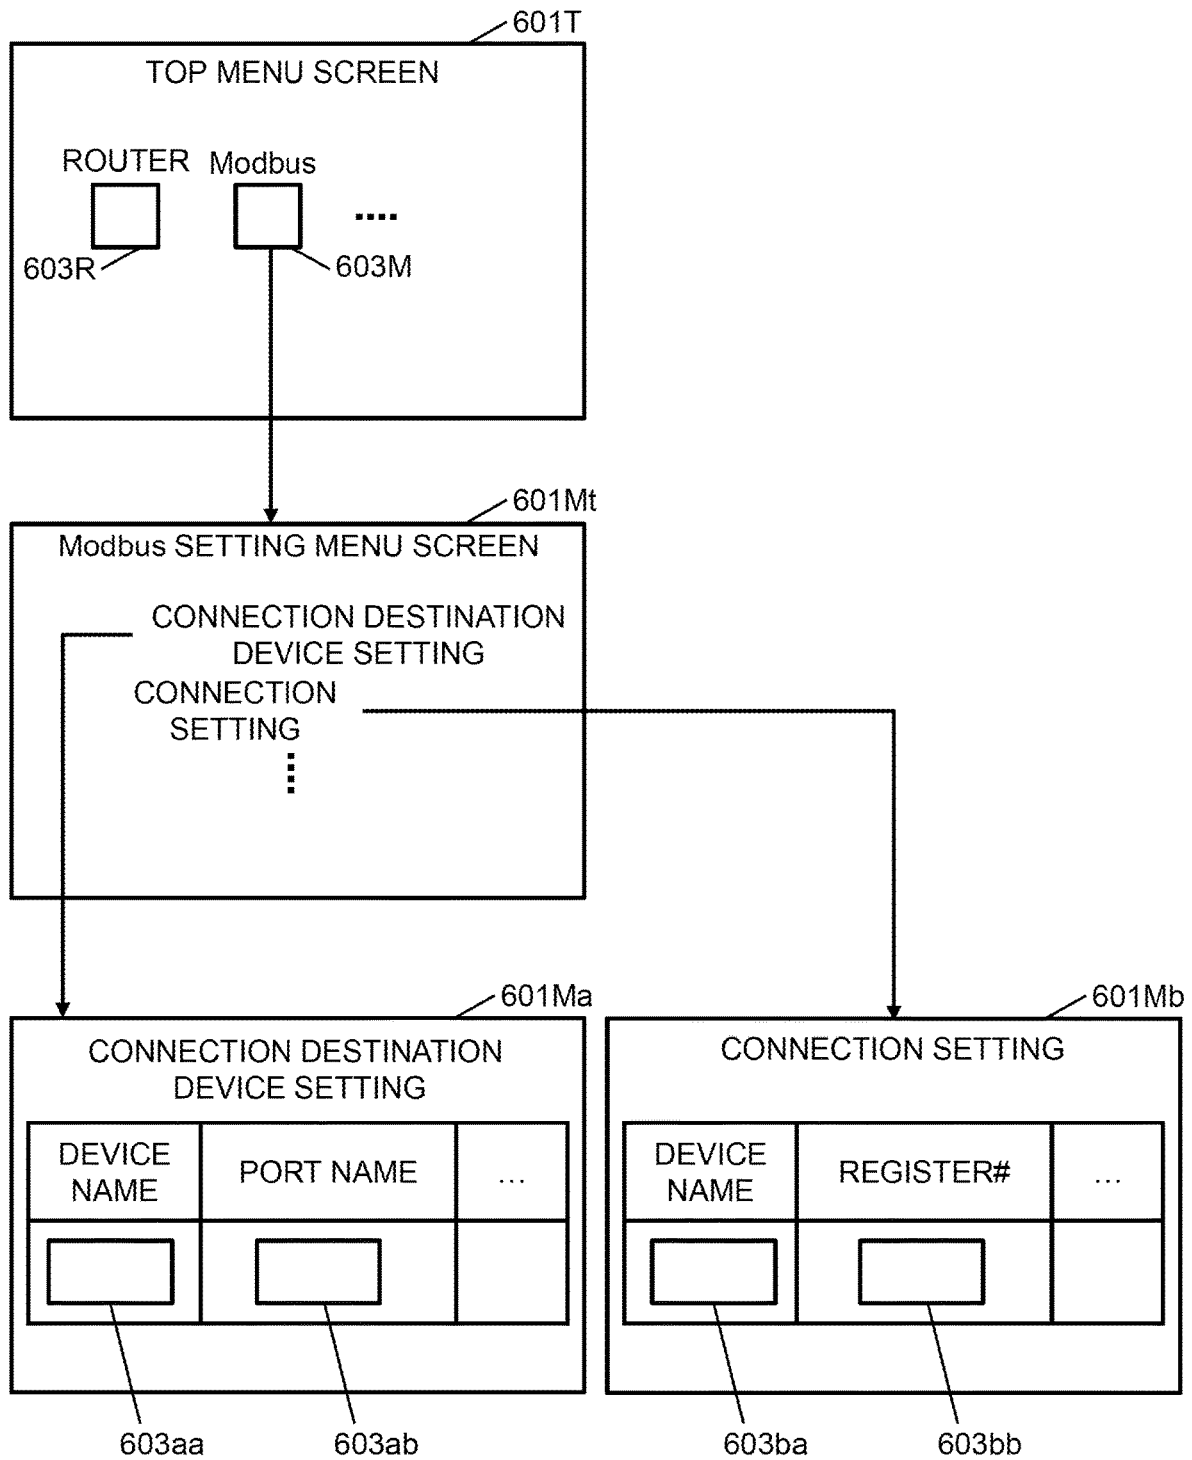 601T
TOP MENU SCREEN
ROUTER Modbus
....
603R 603M
601Mt
Modbus SETTING MENU SCREEN
CONNECTION DESTINATION
DEVICE SETTING
CONNECTION
SETTING
....
601Ma
CONNECTION DESTINATION
DEVICE SETTING
DEVICE
NAME
PORT NAME
...
603aa 603ab
601Mb
CONNECTION SETTING
DEVICE
NAME
REGISTER#
...
603ba 603bb